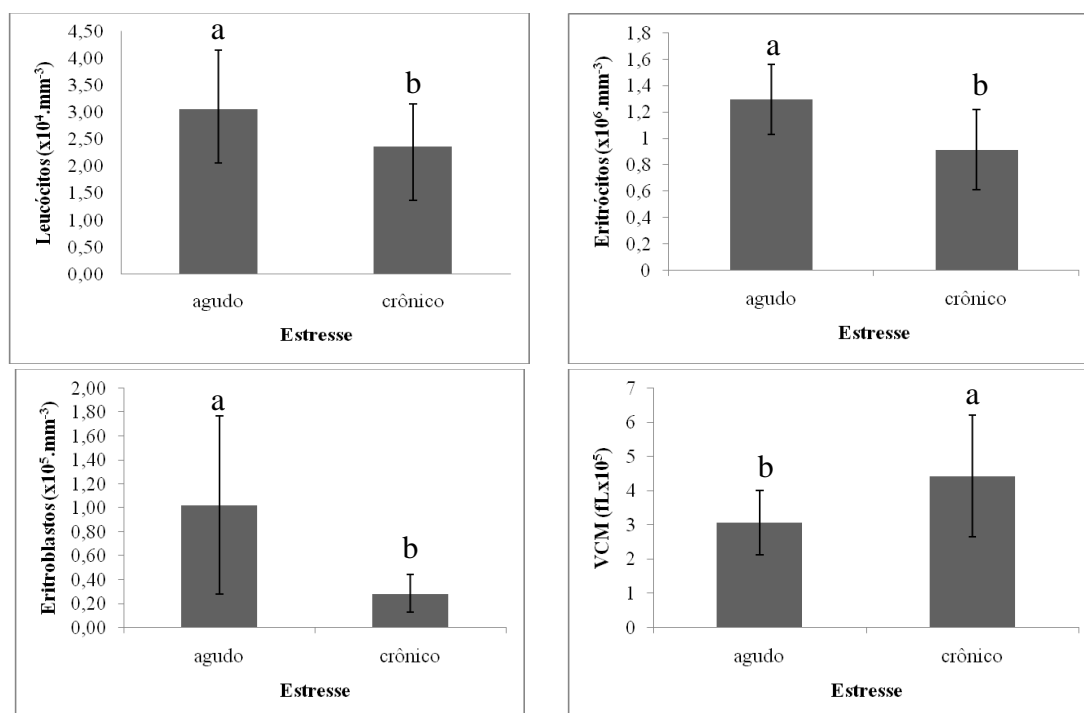 Leucócitos (x10⁴.mm⁻³)
4,50
4,00
3,50
3,00
2,50
2,00
1,50
1,00
0,50
0,00
a
b
agudo crônico
Estresse
Eritrócitos (x10⁶.mm⁻³)
1,8
1,6
1,4
1,2
1
0,8
0,6
0,4
0,2
0
a
b
agudo crônico
Estresse
Eritroblastos (x10⁵.mm⁻³)
2,00
1,80
1,60
1,40
1,20
1,00
0,80
0,60
0,40
0,20
0,00
a
b
agudo crônico
Estresse
VCM (fLx10⁵)
7
6
5
4
3
2
1
0
b
a
agudo crônico
Estresse